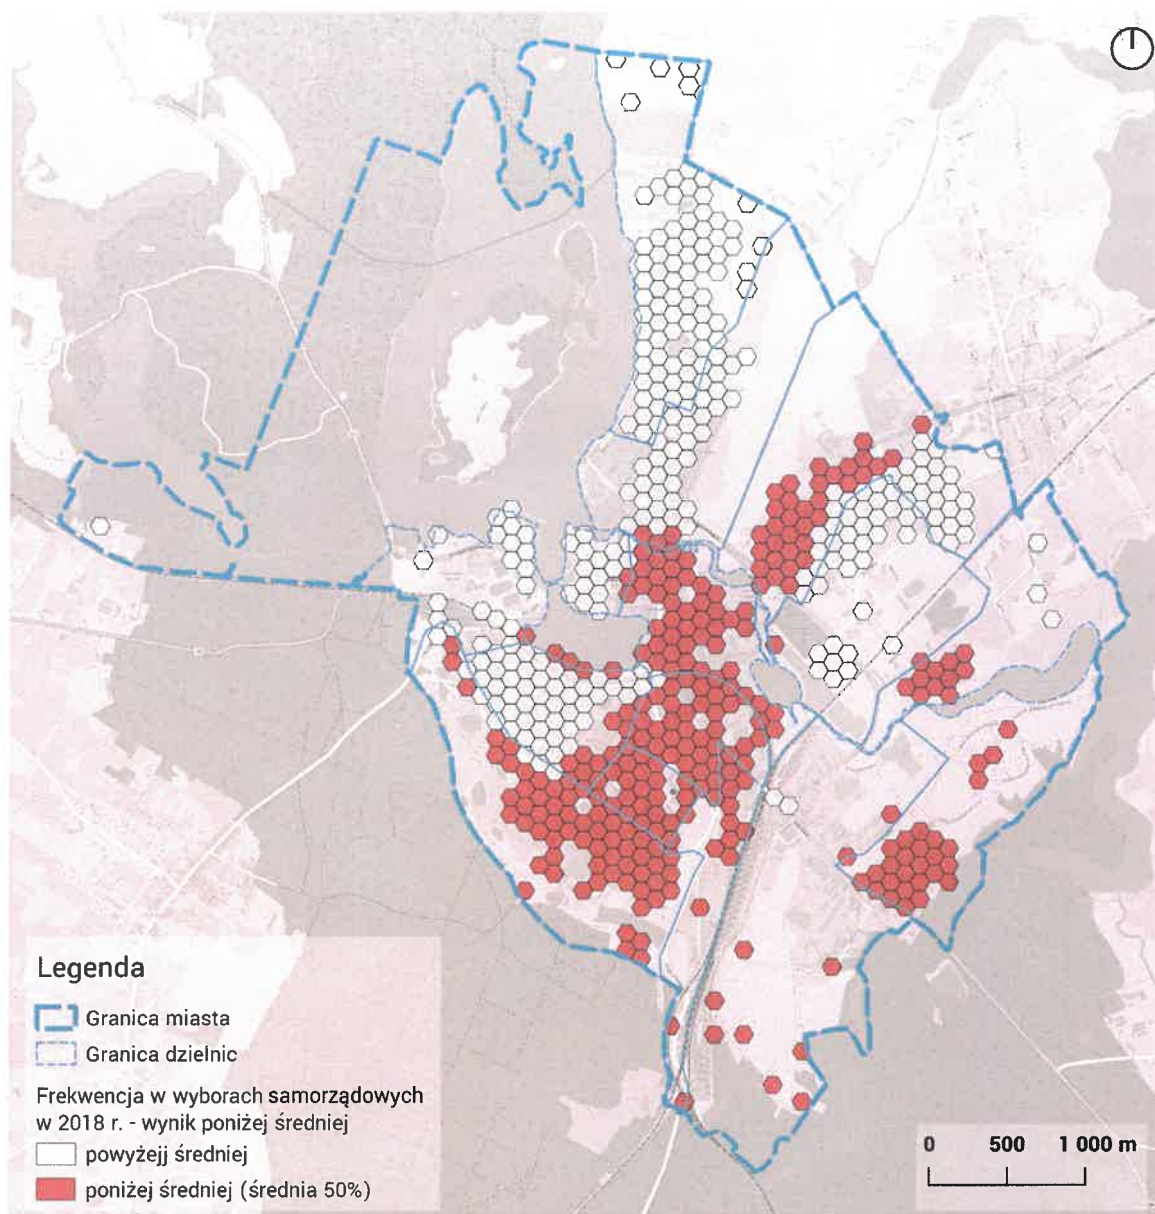 Legenda
Granica miasta
Granica dzielnic
Frekwencja w wyborach samorządowych
w 2018 r. - wynik poniżej średniej
powyżejj średniej
poniżej średniej (średnia 50%)
0 500 1 000 m